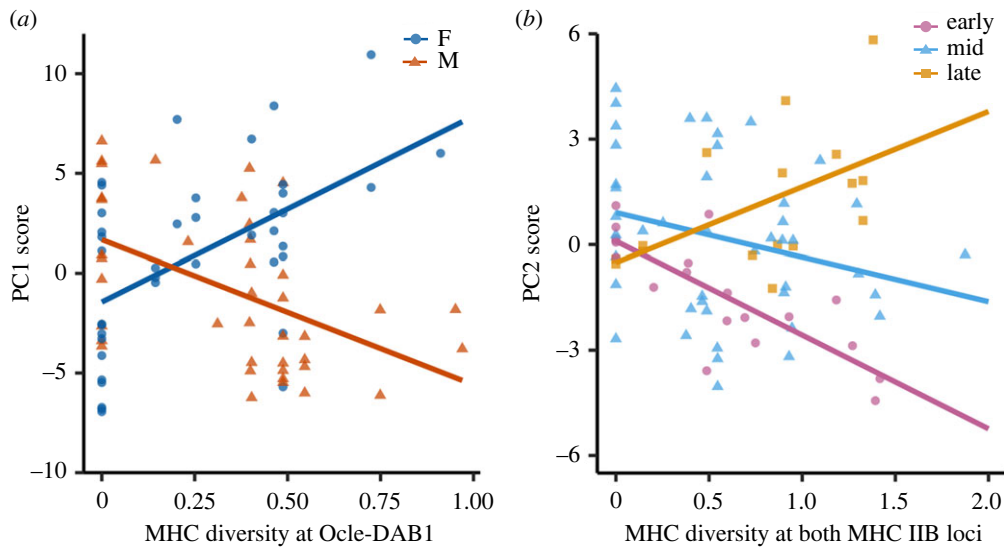 (a)
F
M
10
5
0
–5
–10
PC1 score
0 0.25 0.50 0.75 1.00
MHC diversity at Ocle-DAB1
(b)
early
mid
late
6
3
0
–3
–6
PC2 score
0 0.5 1.0 1.5 2.0
MHC diversity at both MHC IIB loci